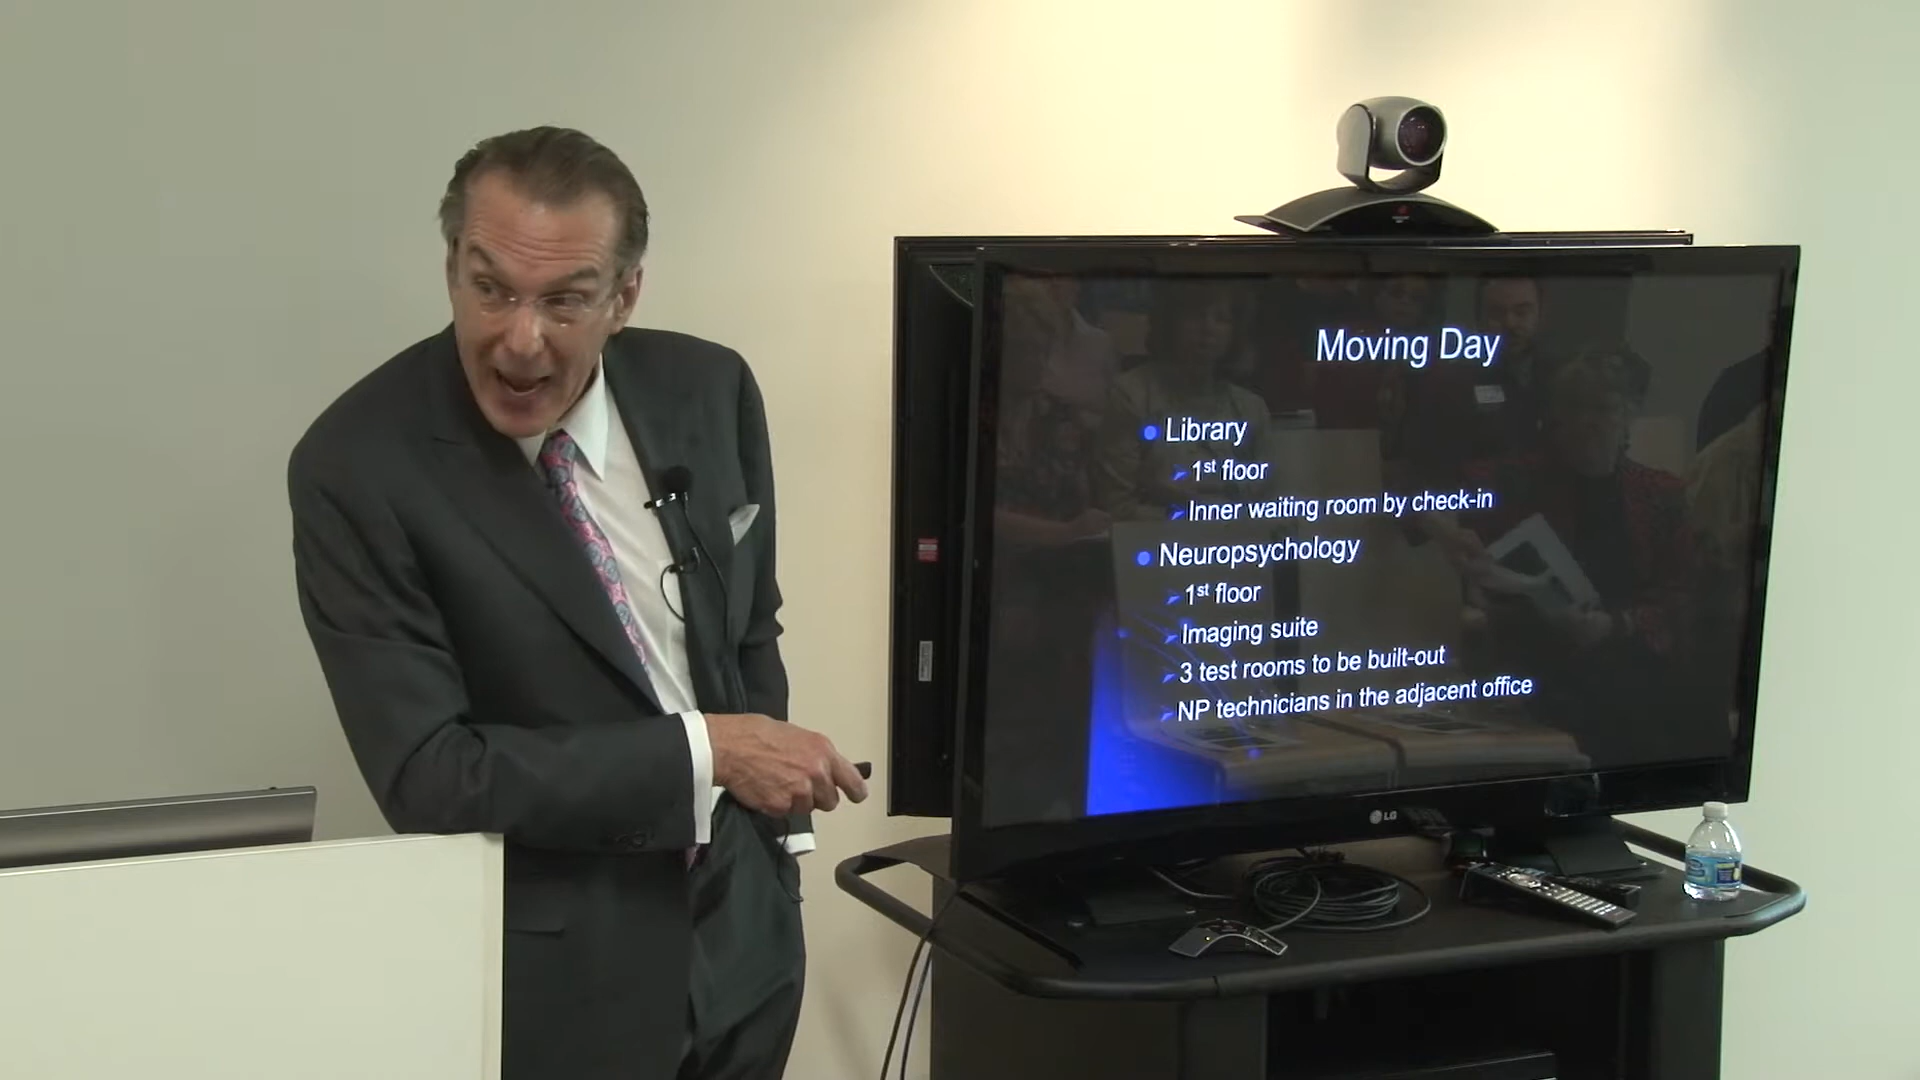 Moving Day
Library
1st floor
Inner waiting room by check-in
Neuropsychology
1st floor
Imaging suite
3 test rooms to be built-out
NP technicians in the adjacent office
LG